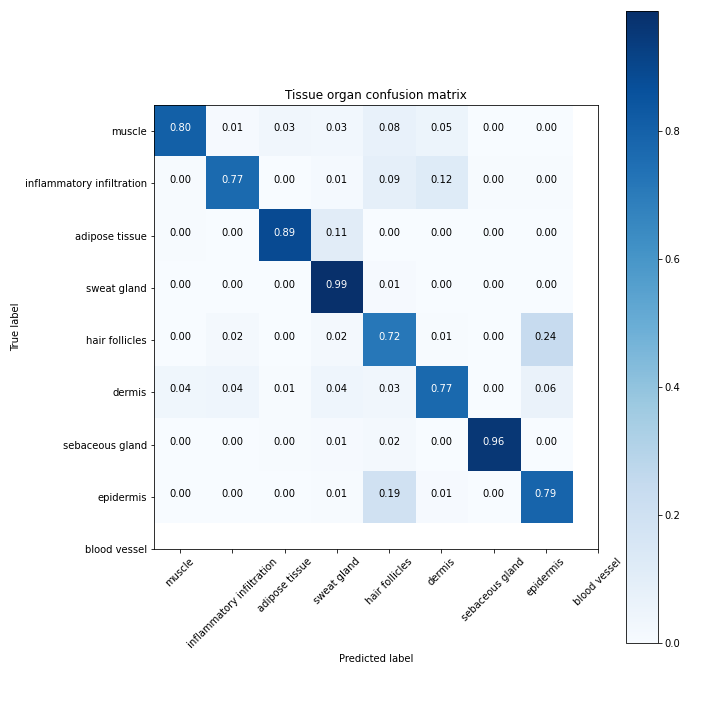 Tissue organ confusion matrix
True label
muscle 0.80 0.01 0.03 0.03 0.08 0.05 0.00 0.00
inflammatory infiltration 0.00 0.77 0.00 0.01 0.09 0.12 0.00 0.00
adipose tissue 0.00 0.00 0.89 0.11 0.00 0.00 0.00 0.00
sweat gland 0.00 0.00 0.00 0.99 0.01 0.00 0.00 0.00
hair follicles 0.00 0.02 0.00 0.02 0.72 0.01 0.00 0.24
dermis 0.04 0.04 0.01 0.04 0.03 0.77 0.00 0.06
sebaceous gland 0.00 0.00 0.00 0.01 0.02 0.00 0.96 0.00
epidermis 0.00 0.00 0.00 0.01 0.19 0.01 0.00 0.79
blood vessel
muscle
inflammatory infiltration
adipose tissue
sweat gland
hair follicles
dermis
sebaceous gland
epidermis
blood vessel
Predicted label
0.8
0.6
0.4
0.2
0.0